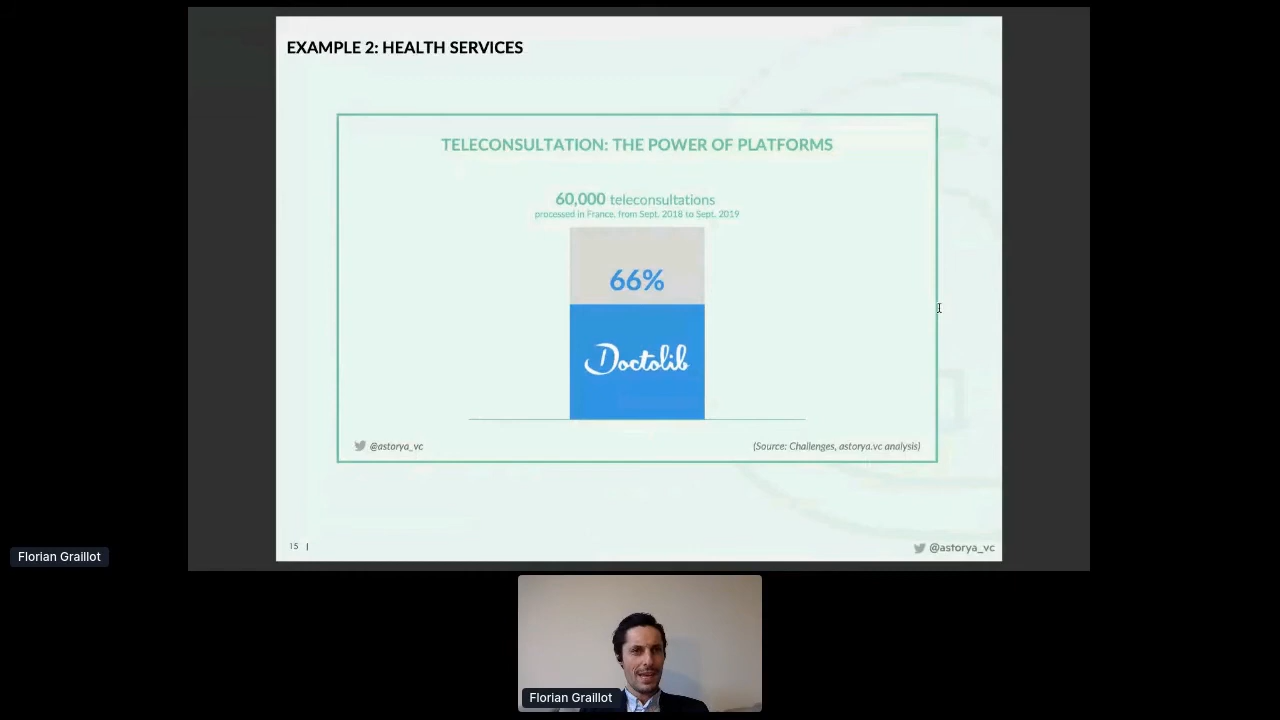 EXAMPLE 2: HEALTH SERVICES
TELECONSULTATION: THE POWER OF PLATFORMS
60,000 teleconsultations
processed in France, from Sept. 2018 to Sept. 2019
66%
Doctolib
@astorya_vc
(Source: Challenges, astorya.vc analysis)
15 |
@astorya_vc
Florian Graillot
Florian Graillot